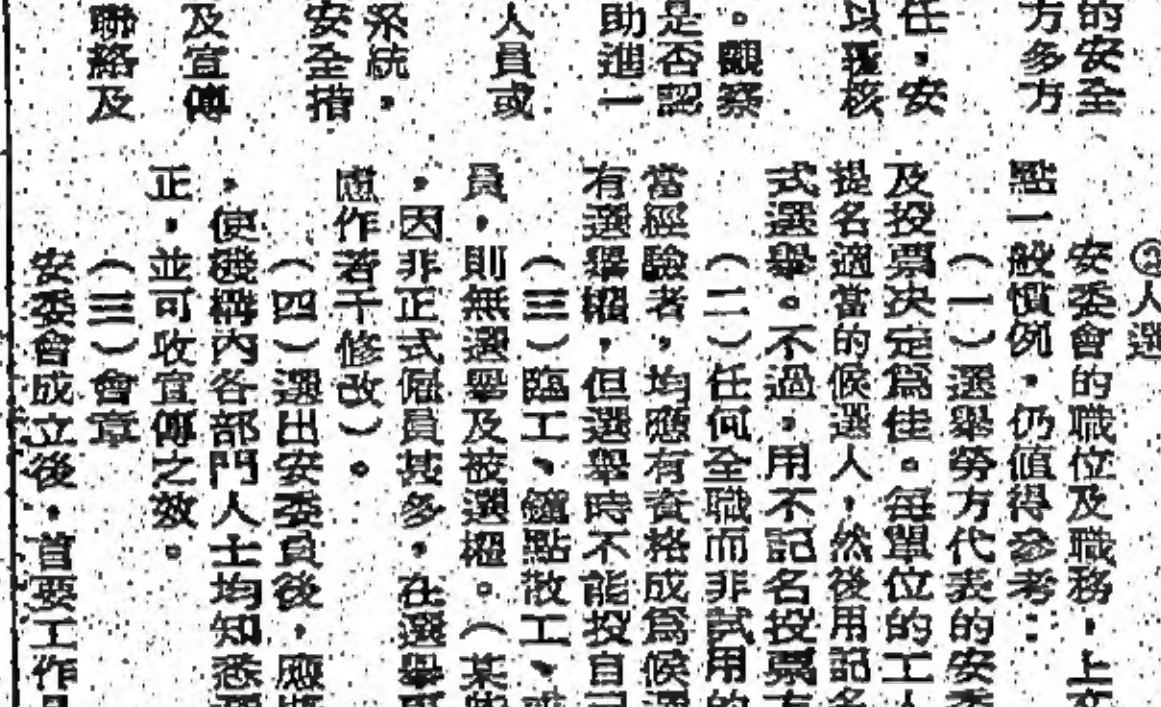 的安全
方多方
任，安
以覆核
。觀察
是否認
助進一
人員或
系統，
安全措
及宣傳
聯絡及
②人選
安委會的職位及職務，上文
點一般慣例，仍值得參考：
（一）選舉勞方代表的安委
及投票決定爲佳。每單位的工人
提名適當的候選人，然後用記名
式選舉。不過，用不記名投票方
（二）任何全職而非試用的
當經驗者，均應有資格成爲候選
有選舉權，但選舉時不能投自己
（三）臨工、鐘點散工、或
員，則無選舉及被選權。（某些
，因非正式僱員甚多，在選舉
應作若干修改）。
（四）選出安委員後，應
，使機構內各部門人士均知悉
正，並可收宣傳之效。
（三）會章
安委會成立後，首要工作